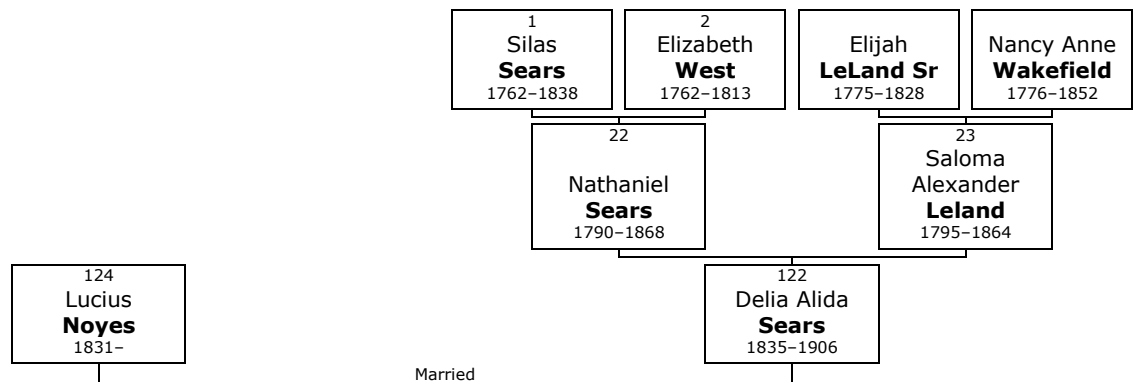 1
Silas
Sears
1762–1838
2
Elizabeth
West
1762–1813
Elijah
LeLand Sr
1775–1828
Nancy Anne
Wakefield
1776–1852
22
Nathaniel
Sears
1790–1868
23
Saloma
Alexander
Leland
1795–1864
124
Lucius
Noyes
1831–
122
Delia Alida
Sears
1835–1906
Married